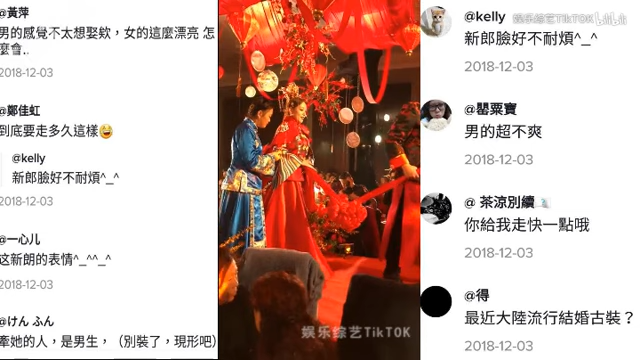 @黃萍
男的感覺不太想娶欸，女的這麼漂亮 怎
麼會..
2018-12-03
@鄭佳虹
到底要走多久這樣😂
@kelly
新郎臉好不耐煩^_^
2018-12-03
@一心儿
这新朗的表情^_^^_^
2018-12-03
@けん ふん
牽她的人，是男生，（別裝了，現形吧）
娱乐综艺TikTOK
娱乐综艺TikTOK
bilibili
@kelly
新郎臉好不耐煩^_^
2018-12-03
@罌粟寶
男的超不爽
2018-12-03
@ 茶涼別續
你給我走快一點哦
2018-12-03
@得
最近大陸流行結婚古裝？
2018-12-03